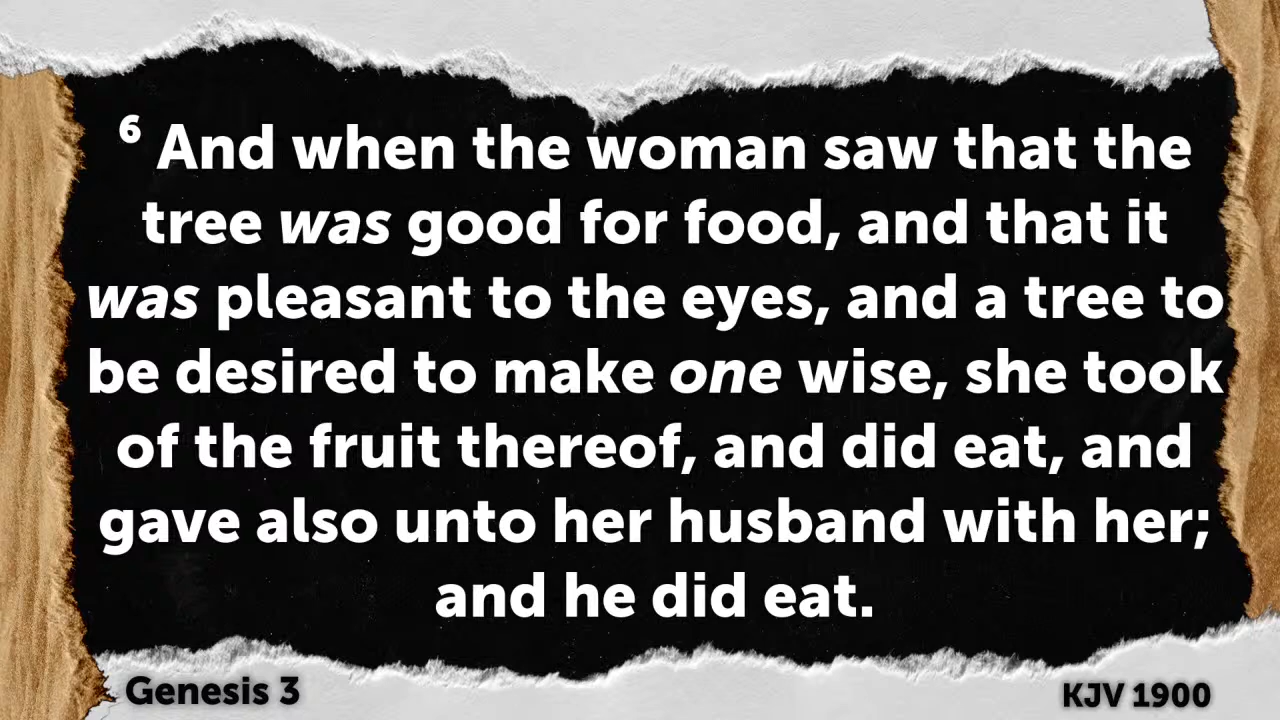 ⁶ And when the woman saw that the
tree was good for food, and that it
was pleasant to the eyes, and a tree to
be desired to make one wise, she took
of the fruit thereof, and did eat, and
gave also unto her husband with her;
and he did eat.
Genesis 3
KJV 1900